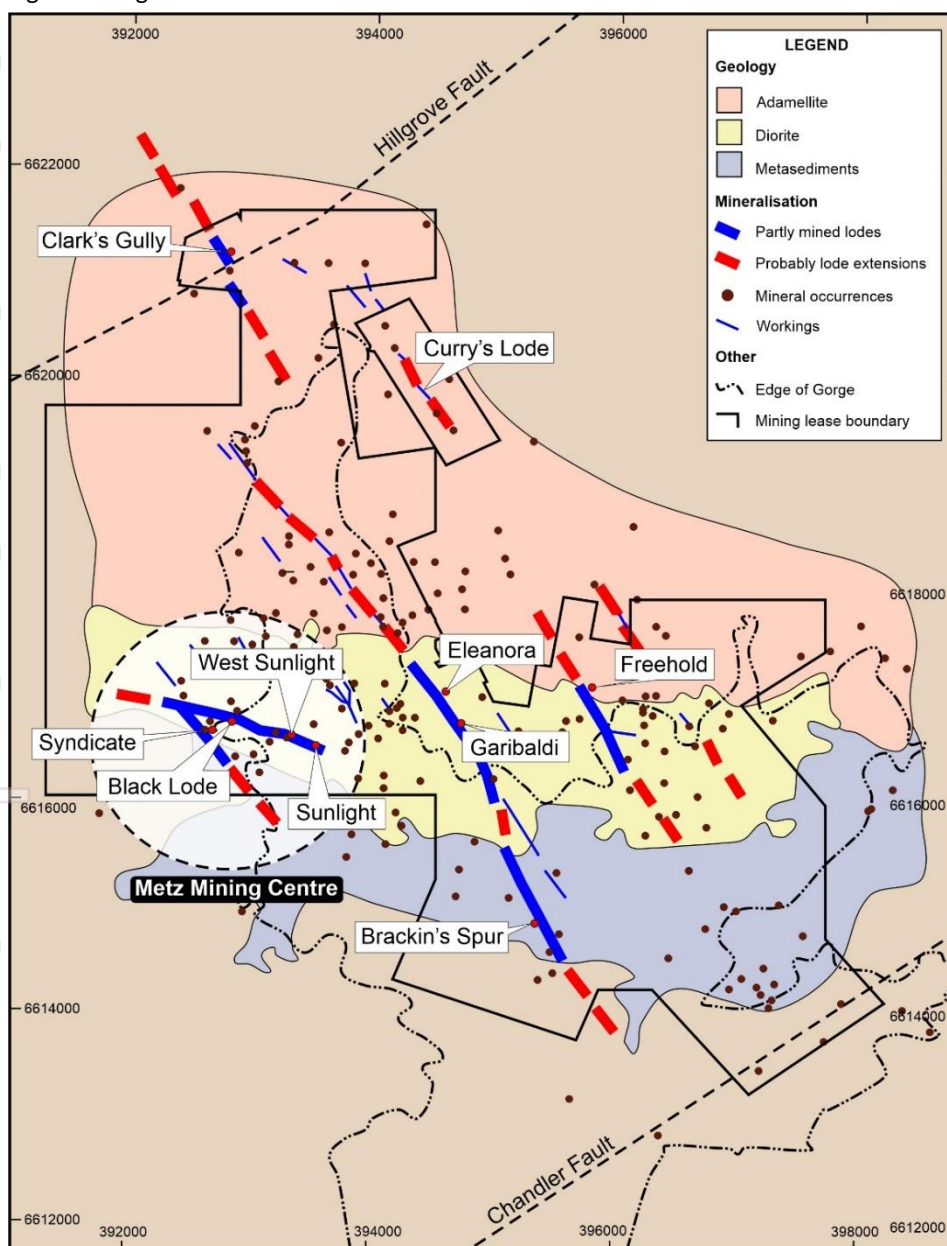 392000
394000
396000
LEGEND
Geology
Adamellite
Diorite
Metasediments
Mineralisation
Partly mined lodes
Probably lode extensions
Mineral occurrences
Workings
Other
Edge of Gorge
Mining lease boundary
Hillgrove Fault
6622000
Clark's Gully
6620000
Curry's Lode
6618000
Eleanora
West Sunlight
Freehold
Syndicate
Garibaldi
Black Lode
Sunlight
6616000
6616000
Metz Mining Centre
Brackin's Spur
6614000
6614000
Chandler Fault
6612000
6612000
392000
394000
396000
398000